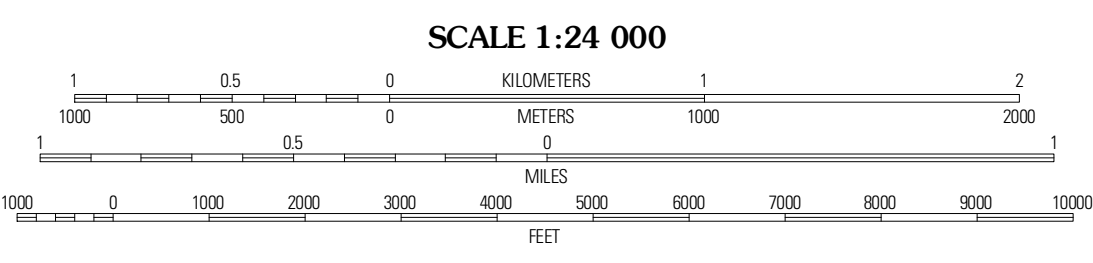 SCALE 1:24 000
1 0.5 0 KILOMETERS 1 2
1000 500 0 METERS 1000 2000
1 0.5 0 1
MILES
1000 0 1000 2000 3000 4000 5000 6000 7000 8000 9000 10000
FEET